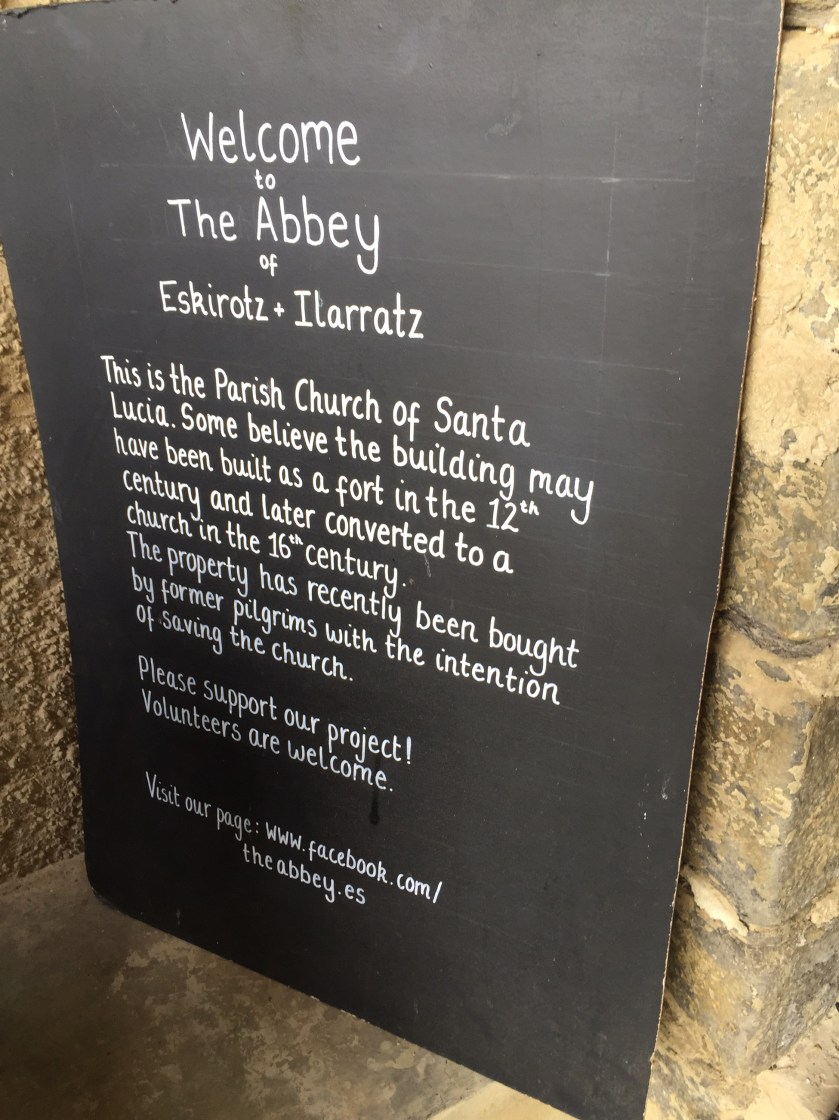 Welcome
to
The Abbey
of
Eskirotz + Ilarratz
This is the Parish Church of Santa
Lucia. Some believe the building may
have been built as a fort in the 12th
century and later converted to a
church in the 16th century.
The property has recently been bought
by former pilgrims with the intention
of saving the church.
Please support our project!
Volunteers are welcome.
Visit our page: www.facebook.com/
theabbey.es